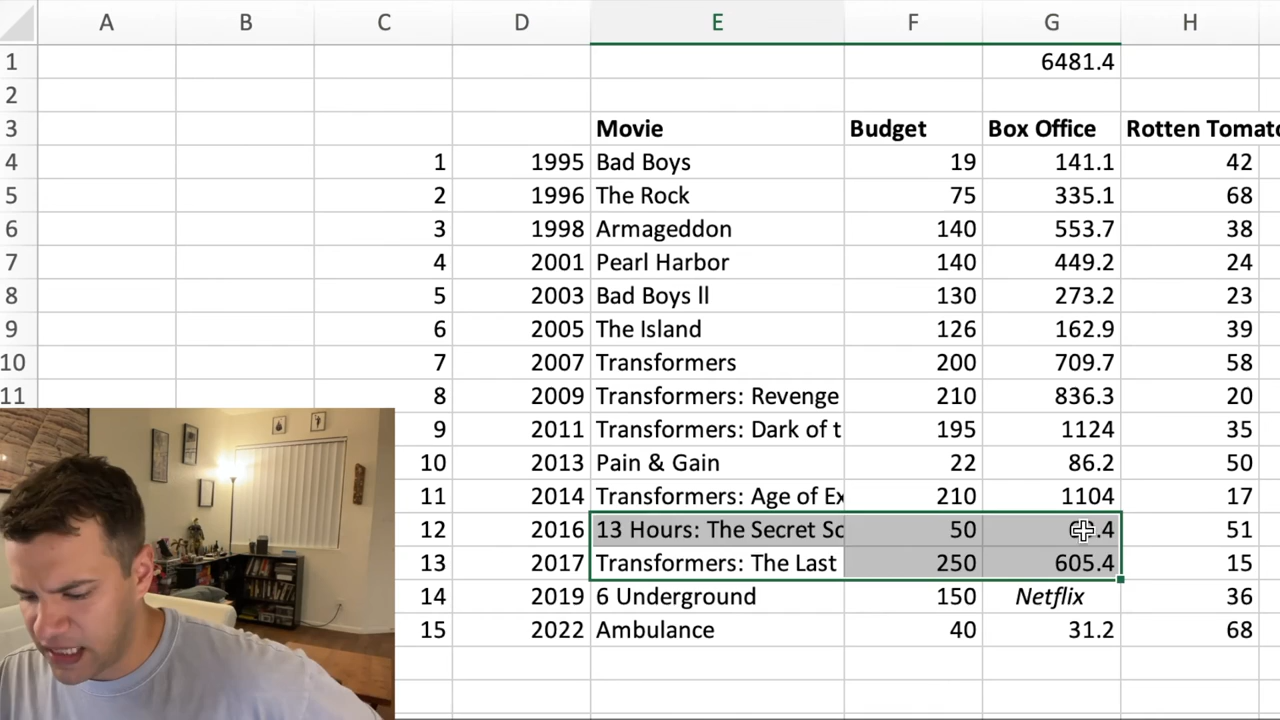 A B C D E F G H
1 6481.4
2
3 Movie Budget Box Office Rotten Tomato
4 1 1995 Bad Boys 19 141.1 42
5 2 1996 The Rock 75 335.1 68
6 3 1998 Armageddon 140 553.7 38
7 4 2001 Pearl Harbor 140 449.2 24
8 5 2003 Bad Boys ll 130 273.2 23
9 6 2005 The Island 126 162.9 39
10 7 2007 Transformers 200 709.7 58
11 8 2009 Transformers: Revenge 210 836.3 20
9 2011 Transformers: Dark of t 195 1124 35
10 2013 Pain & Gain 22 86.2 50
11 2014 Transformers: Age of Ex 210 1104 17
12 2016 13 Hours: The Secret So 50 51
13 2017 Transformers: The Last 250 605.4 15
14 2019 6 Underground 150 Netflix 36
15 2022 Ambulance 40 31.2 68